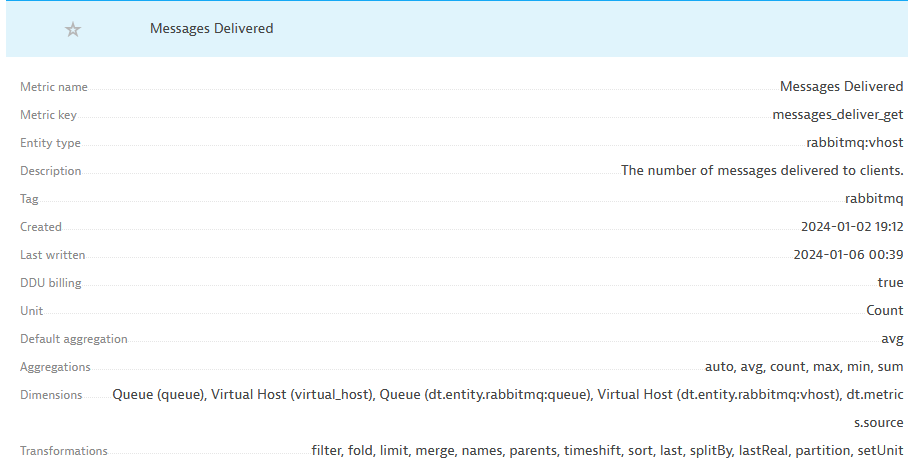 Messages Delivered
Metric name Messages Delivered
Metric key messages_deliver_get
Entity type rabbitmq:vhost
Description The number of messages delivered to clients.
Tag rabbitmq
Created 2024-01-02 19:12
Last written 2024-01-06 00:39
DDU billing true
Unit Count
Default aggregation avg
Aggregations auto, avg, count, max, min, sum
Dimensions Queue (queue), Virtual Host (virtual_host), Queue (dt.entity.rabbitmq:queue), Virtual Host (dt.entity.rabbitmq:vhost), dt.metric
s.source
Transformations filter, fold, limit, merge, names, parents, timeshift, sort, last, splitBy, lastReal, partition, setUnit